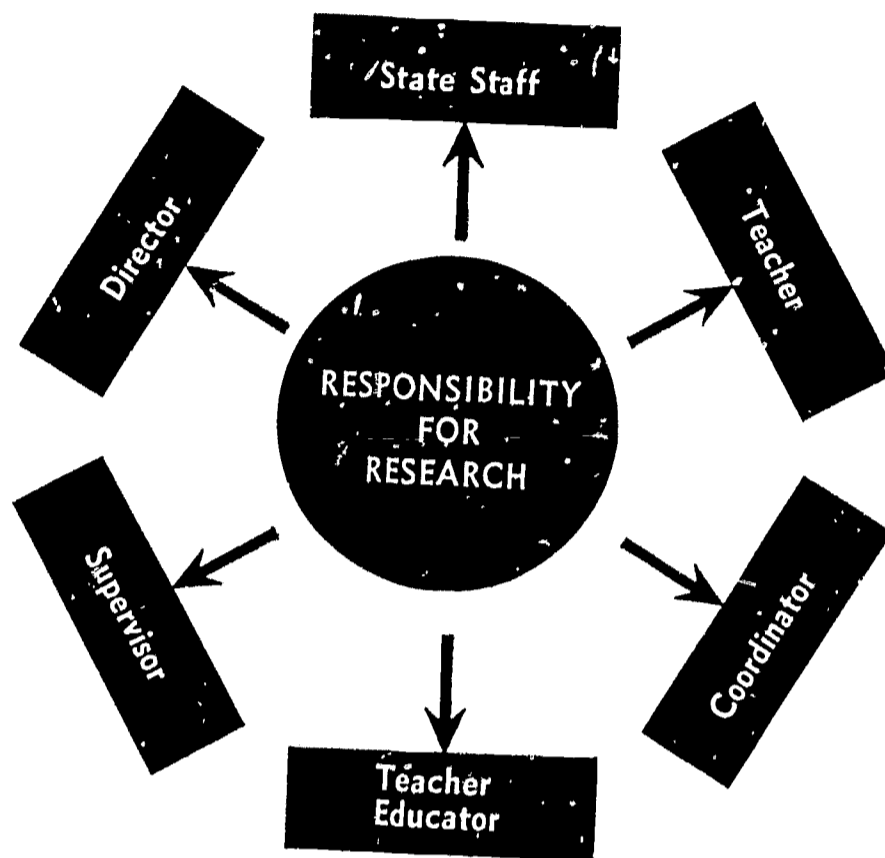 State Staff
Director
Teacher
RESPONSIBILITY
FOR
RESEARCH
Supervisor
Coordinator
Teacher
Educator